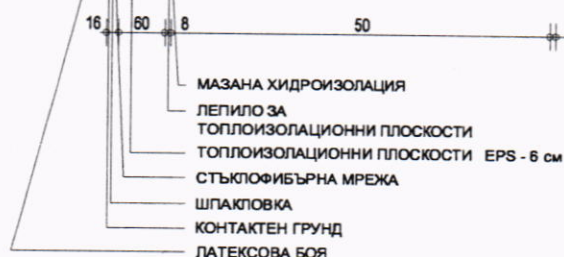 16 60 8 50
МАЗАНА ХИДРОИЗОЛАЦИЯ
ЛЕПИЛО ЗА
ТОПЛОИЗОЛАЦИОННИ ПЛОСКОСТИ
ТОПЛОИЗОЛАЦИОННИ ПЛОСКОСТИ EPS - 6 см
СТЪКЛОФИБЪРНА МРЕЖА
ШПАКЛОВКА
КОНТАКТЕН ГРУНД
ЛАТЕКСОВА БОЯ